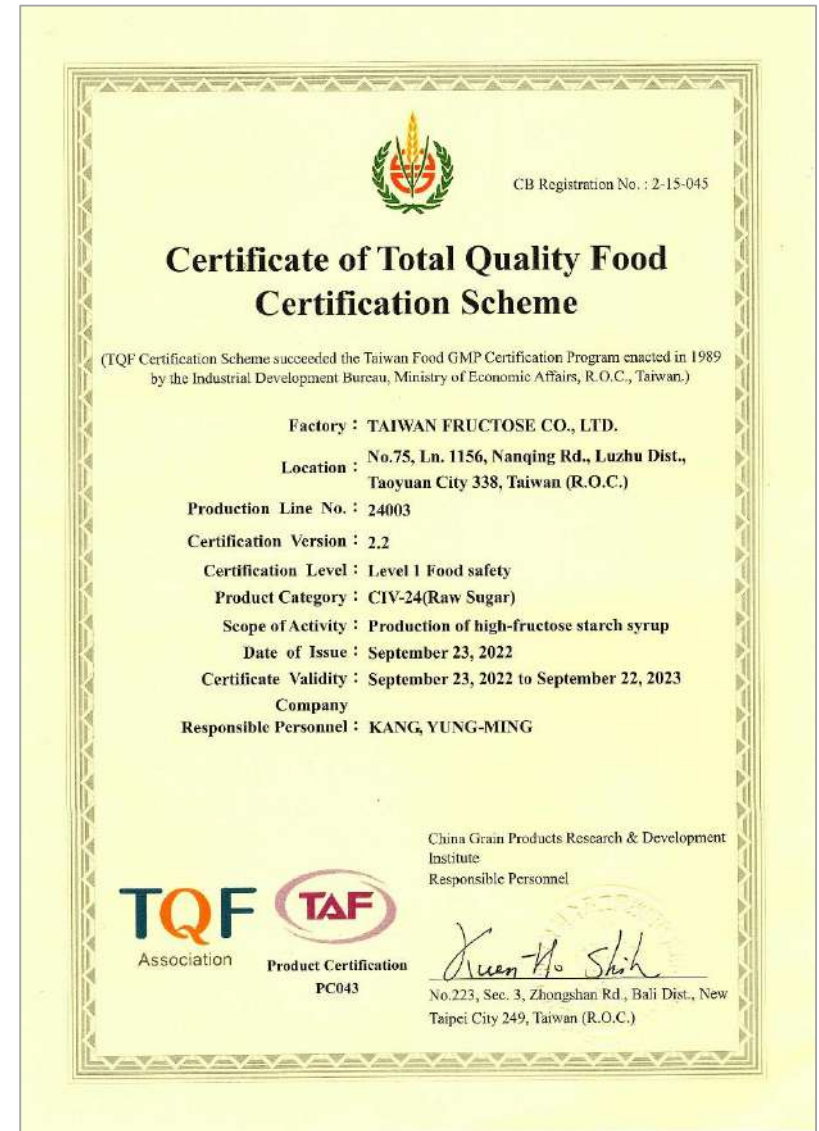 CB Registration No. : 2-15-045
Certificate of Total Quality Food
Certification Scheme
(TQF Certification Scheme succeeded the Taiwan Food GMP Certification Program enacted in 1989
by the Industrial Development Bureau, Ministry of Economic Affairs, R.O.C., Taiwan.)
Factory : TAIWAN FRUCTOSE CO., LTD.
Location : No.75, Ln. 1156, Nanqing Rd., Luzhu Dist.,
Taoyuan City 338, Taiwan (R.O.C.)
Production Line No. : 24003
Certification Version : 2.2
Certification Level : Level 1 Food safety
Product Category : CIV-24(Raw Sugar)
Scope of Activity : Production of high-fructose starch syrup
Date of Issue : September 23, 2022
Certificate Validity : September 23, 2022 to September 22, 2023
Company
Responsible Personnel : KANG, YUNG-MING
China Grain Products Research & Development
Institute
Responsible Personnel
TQF
Association
TAF
Product Certification
PC043
Kuen-Ho Shih
No.223, Sec. 3, Zhongshan Rd., Bali Dist., New
Taipei City 249, Taiwan (R.O.C.)